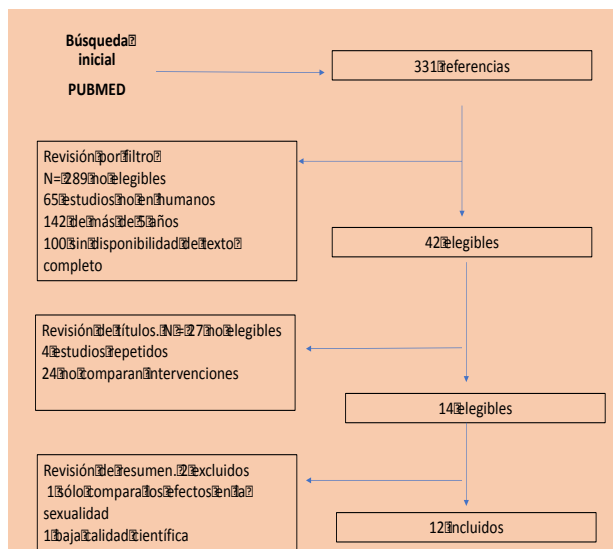 Búsqueda
inicial
PUBMED
331 referencias
Revisión por filtro
N= 289 no elegibles
65 estudios no en humanos
142 de más de 5 años
100 sin disponibilidad de texto
completo
42 elegibles
Revisión de títulos. N = 27 no elegibles
4 estudios repetidos
24 no comparan intervenciones
14 elegibles
Revisión de resumen. 2 excluidos
1 sólo compara los efectos en la
sexualidad
1 baja calidad científica
12 incluidos